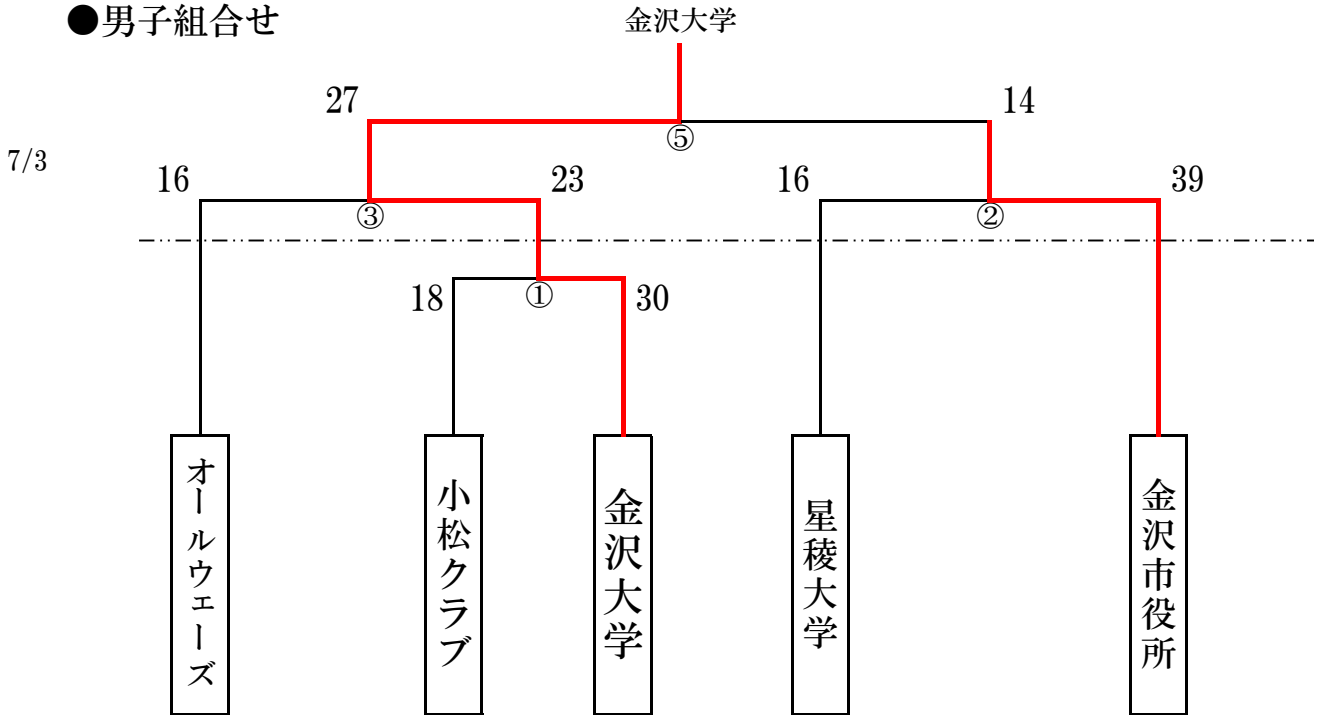 ●男子組合せ
金沢大学
27
14
⑤
7/3
16
23
16
39
③
②
18
①
30
オールウェーズ
小松クラブ
金沢大学
星稜大学
金沢市役所